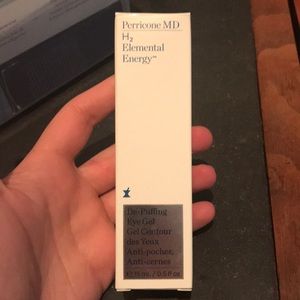 Perricone MD
H₂
Elemental
Energy™
De-Puffing
Eye Gel
Gel Contour
des Yeux
Anti-poches,
Anti-cernes
e 15 mL / 0.5 fl oz